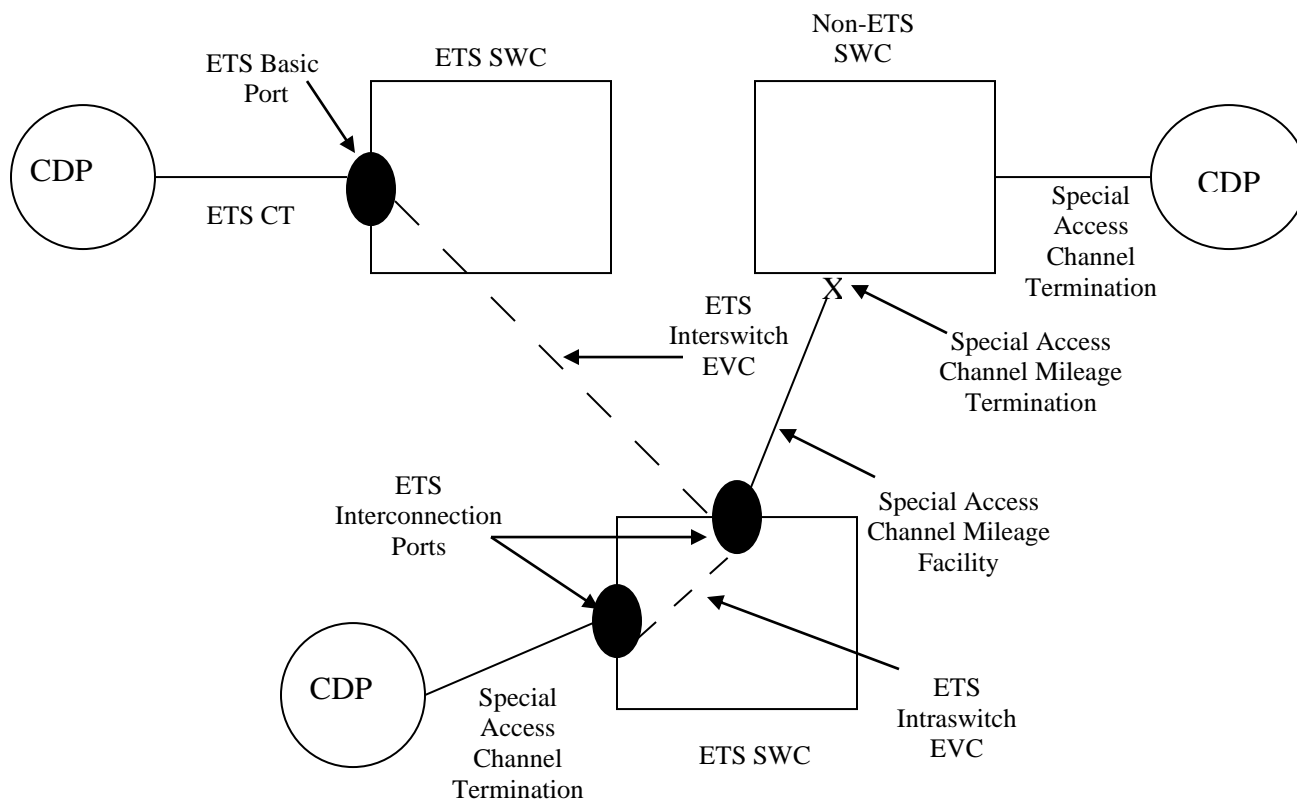 Non-ETS
SWC
ETS Basic
Port
ETS SWC
CDP
CDP
ETS CT
Special
Access
Channel
Termination
ETS
Interswitch
EVC
X
Special Access
Channel Mileage
Termination
ETS
Interconnection
Ports
Special Access
Channel Mileage
Facility
CDP
Special
Access
Channel
Termination
ETS
Intraswitch
EVC
ETS SWC